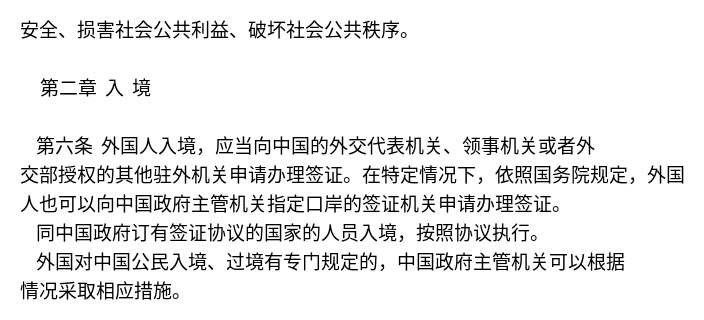 安全、损害社会公共利益、破坏社会公共秩序。
第二章 入 境
第六条 外国人入境，应当向中国的外交代表机关、领事机关或者外
交部授权的其他驻外机关申请办理签证。在特定情况下，依照国务院规定，外国
人也可以向中国政府主管机关指定口岸的签证机关申请办理签证。
同中国政府订有签证协议的国家的人员入境，按照协议执行。
外国对中国公民入境、过境有专门规定的，中国政府主管机关可以根据
情况采取相应措施。